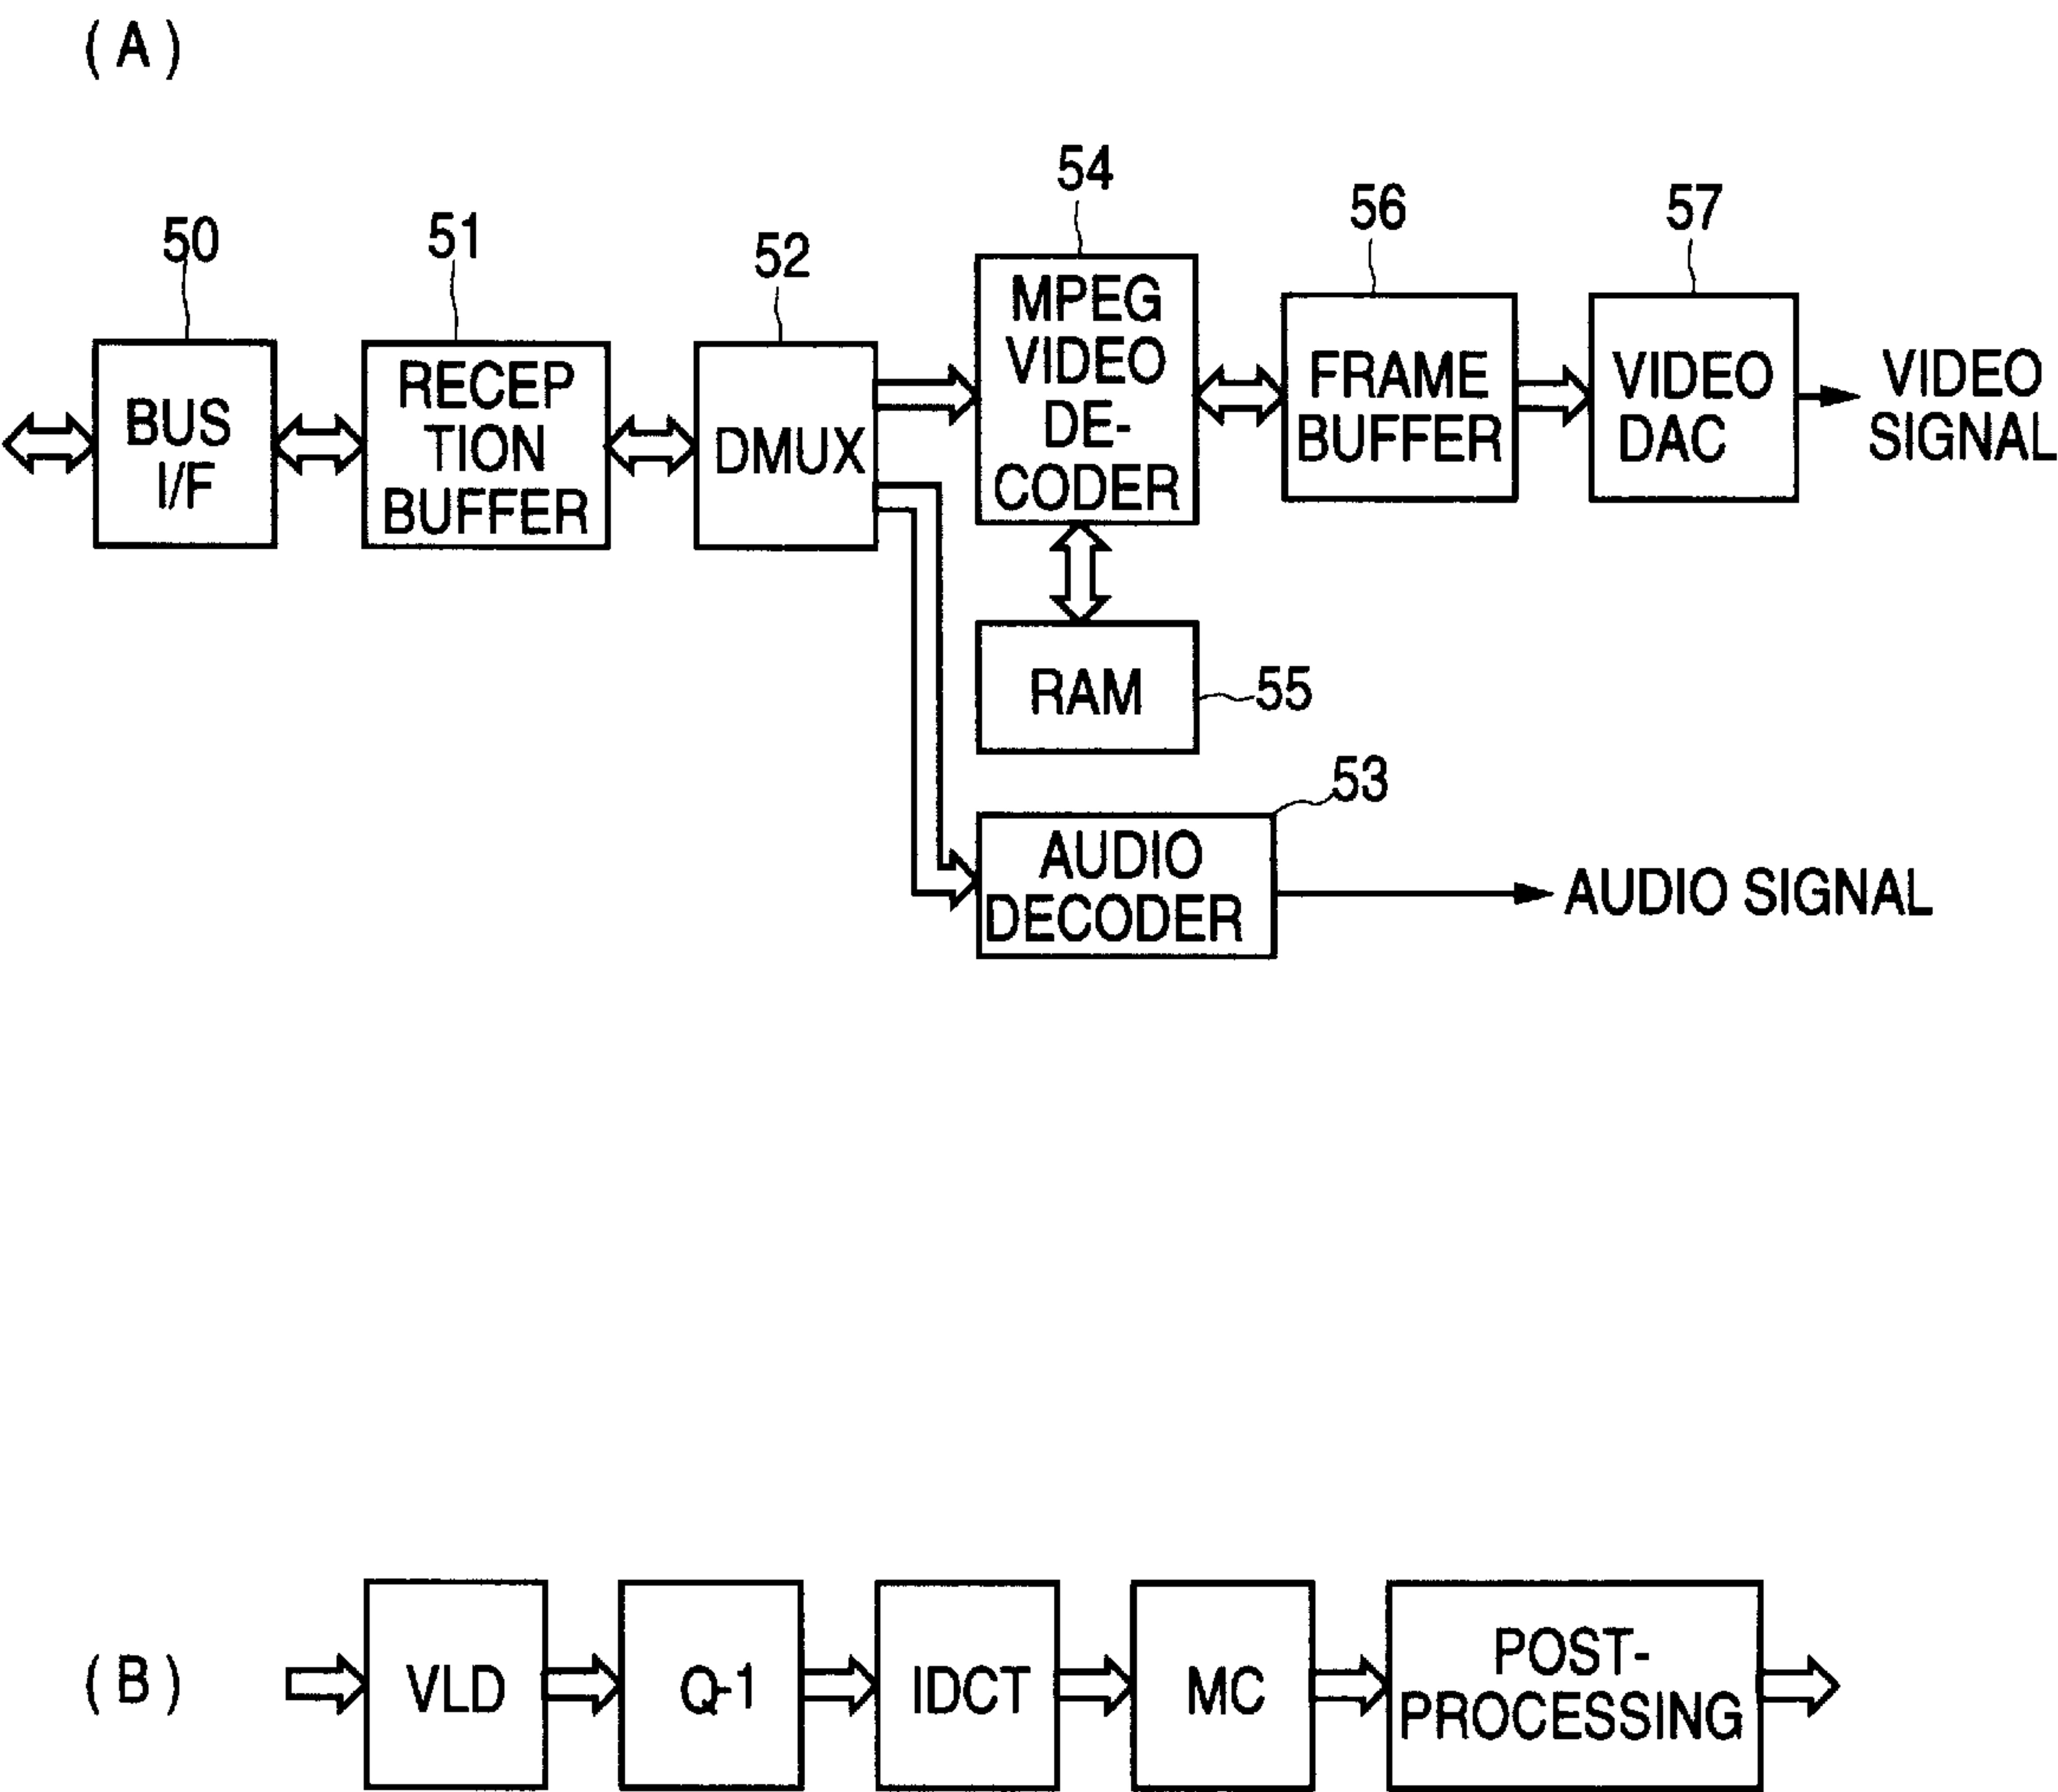 (A)
50
51
52
54
56
57
BUS
I/F
RECEP
TION
BUFFER
DMUX
MPEG
VIDEO
DE-
CODER
FRAME
BUFFER
VIDEO
DAC
VIDEO
SIGNAL
RAM
55
53
AUDIO
DECODER
AUDIO SIGNAL
(B)
VLD
Q-1
IDCT
MC
POST-
PROCESSING